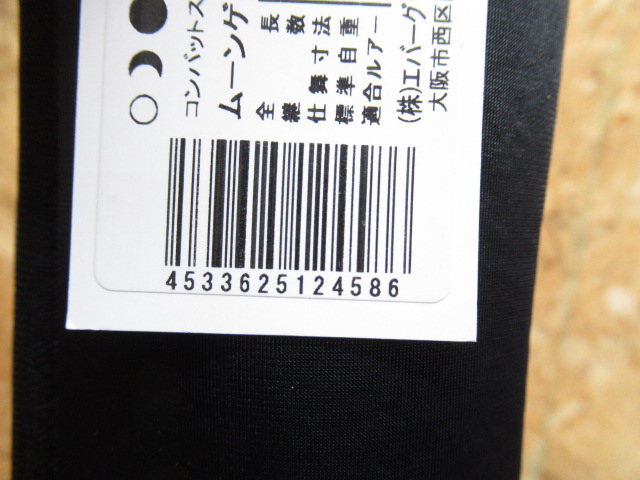 コンバットス
ムーンゲ
全 長
継 数
仕舞寸法
標準自重
適合ルアー
(株)エバーグ
大阪市西区
4533625124586